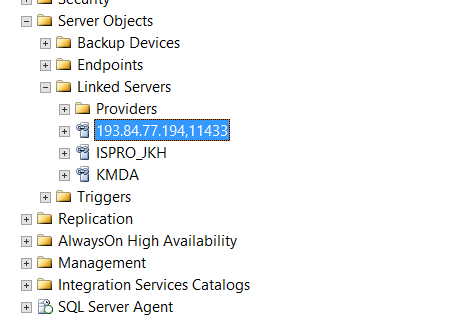 Security
Server Objects
Backup Devices
Endpoints
Linked Servers
Providers
193.84.77.194,11433
ISPRO_JKH
KMDA
Triggers
Replication
AlwaysOn High Availability
Management
Integration Services Catalogs
SQL Server Agent